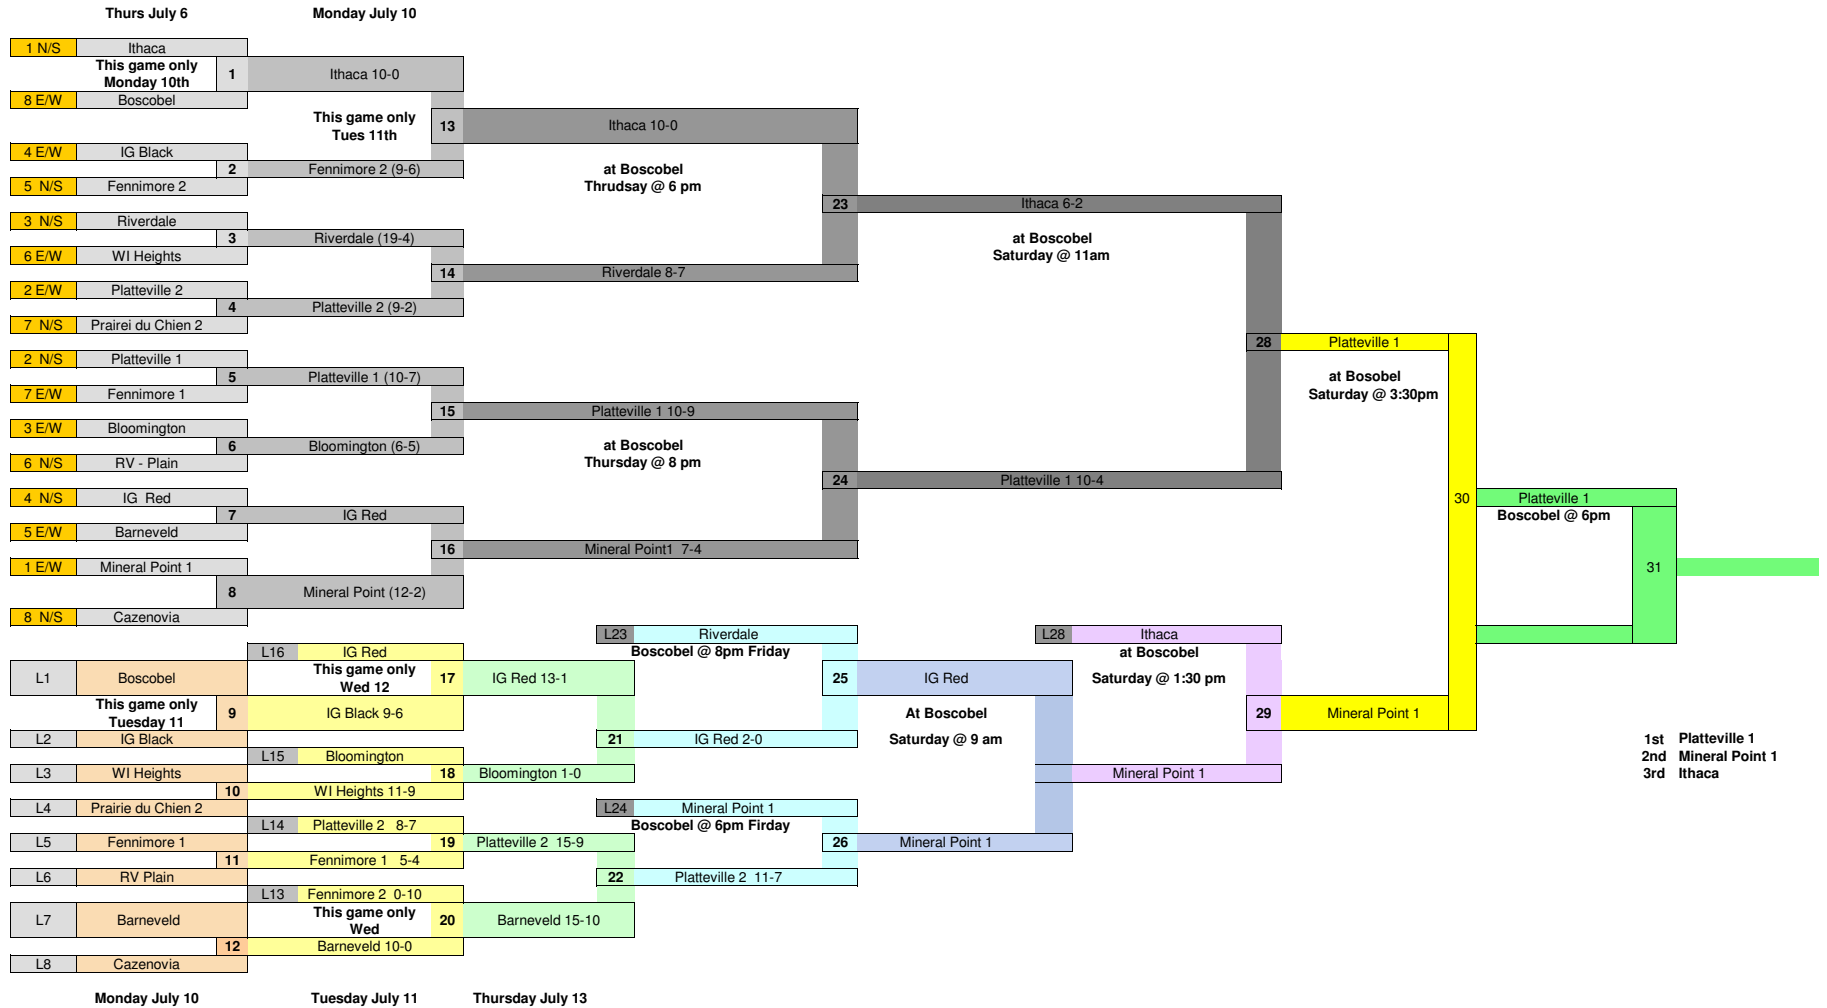 Thurs July 6 Monday July 10
1 N/S Ithaca
This game only
Monday 10th
1 Ithaca 10-0
8 E/W Boscobel
This game only
Tues 11th
13 Ithaca 10-0
4 E/W IG Black
2 Fennimore 2 (9-6)
5 N/S Fennimore 2
at Boscobel
Thrudsay @ 6 pm
23 Ithaca 6-2
3 N/S Riverdale
3 Riverdale (19-4)
6 E/W WI Heights
14 Riverdale 8-7
at Boscobel
Saturday @ 11am
2 E/W Platteville 2
4 Platteville 2 (9-2)
7 N/S Prairei du Chien 2
28 Platteville 1
2 N/S Platteville 1
5 Platteville 1 (10-7)
7 E/W Fennimore 1
at Bosobel
Saturday @ 3:30pm
15 Platteville 1 10-9
3 E/W Bloomington
6 Bloomington (6-5)
6 N/S RV - Plain
at Boscobel
Thursday @ 8 pm
24 Platteville 1 10-4
4 N/S IG Red
7 IG Red
5 E/W Barneveld
30 Platteville 1
Boscobel @ 6pm
16 Mineral Point1 7-4
1 E/W Mineral Point 1
31
8 Mineral Point (12-2)
8 N/S Cazenovia
L23 Riverdale
L28 Ithaca
L16 IG Red
Boscobel @ 8pm Friday
at Boscobel
L1 Boscobel
This game only
Wed 12
17 IG Red 13-1
25 IG Red
Saturday @ 1:30 pm
This game only
Tuesday 11
9 IG Black 9-6
At Boscobel
29 Mineral Point 1
L2 IG Black
21 IG Red 2-0
Saturday @ 9 am
1st Platteville 1
2nd Mineral Point 1
3rd Ithaca
L15 Bloomington
L3 WI Heights
18 Bloomington 1-0
Mineral Point 1
10 WI Heights 11-9
L4 Prairie du Chien 2
L24 Mineral Point 1
L14 Platteville 2 8-7
Boscobel @ 6pm Firday
L5 Fennimore 1
19 Platteville 2 15-9
26 Mineral Point 1
11 Fennimore 1 5-4
L6 RV Plain
22 Platteville 2 11-7
L13 Fennimore 2 0-10
L7 Barneveld
This game only
Wed
20 Barneveld 15-10
12 Barneveld 10-0
L8 Cazenovia
Monday July 10 Tuesday July 11 Thursday July 13